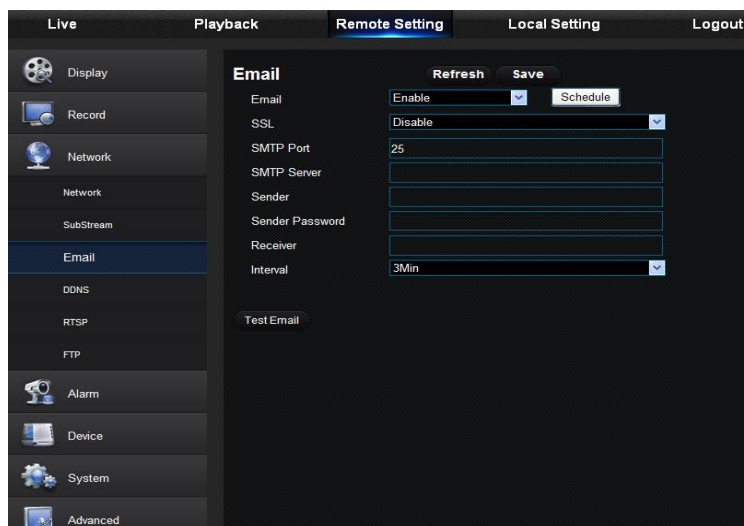 Live Playback Remote Setting Local Setting Logout
Display
Record
Network
Network
SubStream
Email
DDNS
RTSP
FTP
Alarm
Device
System
Advanced
Email Refresh Save
Email Enable Schedule
SSL Disable
SMTP Port 25
SMTP Server
Sender
Sender Password
Receiver
Interval 3Min
Test Email